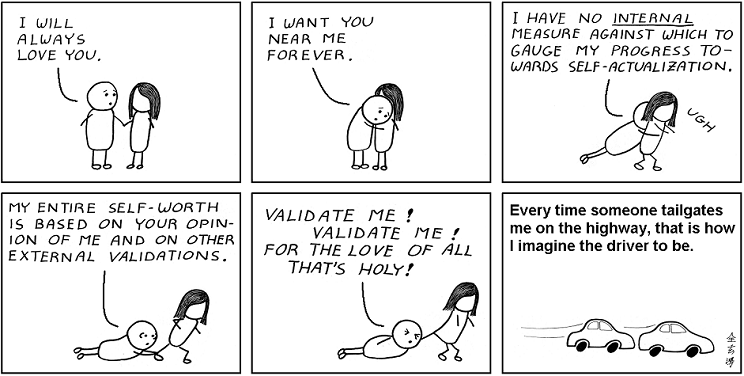 I WILL
ALWAYS
LOVE YOU.
I WANT YOU
NEAR ME
FOREVER.
I HAVE NO INTERNAL
MEASURE AGAINST WHICH TO
GAUGE MY PROGRESS TO-
WARDS SELF-ACTUALIZATION.
UGH
MY ENTIRE SELF-WORTH
IS BASED ON YOUR OPIN-
ION OF ME AND ON OTHER
EXTERNAL VALIDATIONS.
VALIDATE ME!
VALIDATE ME!
FOR THE LOVE OF ALL
THAT'S HOLY!
Every time someone tailgates
me on the highway, that is how
I imagine the driver to be.